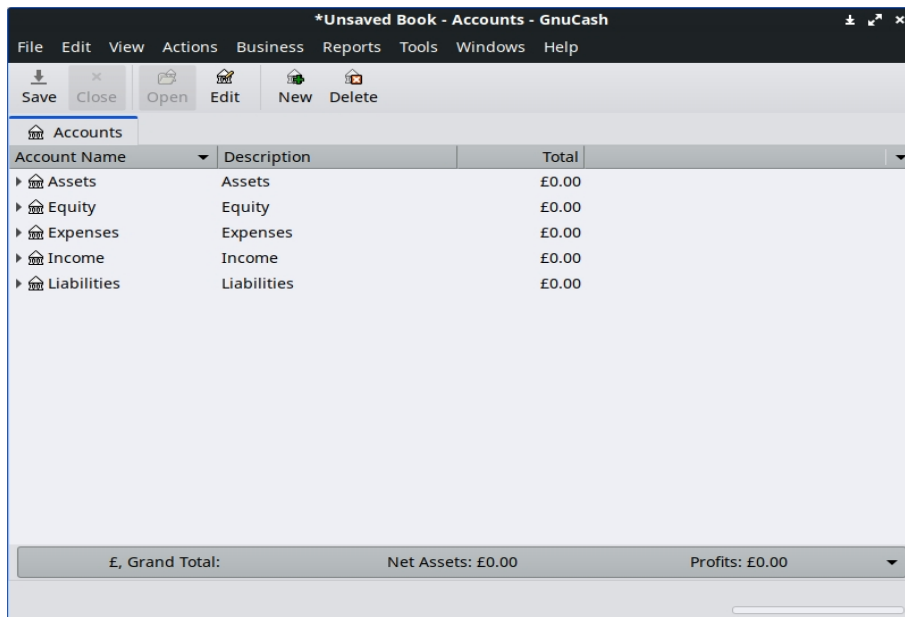 *Unsaved Book - Accounts - GnuCash
File Edit View Actions Business Reports Tools Windows Help
Save Close Open Edit New Delete
Accounts
Account Name Description Total
Assets Assets £0.00
Equity Equity £0.00
Expenses Expenses £0.00
Income Income £0.00
Liabilities Liabilities £0.00
£, Grand Total: Net Assets: £0.00 Profits: £0.00